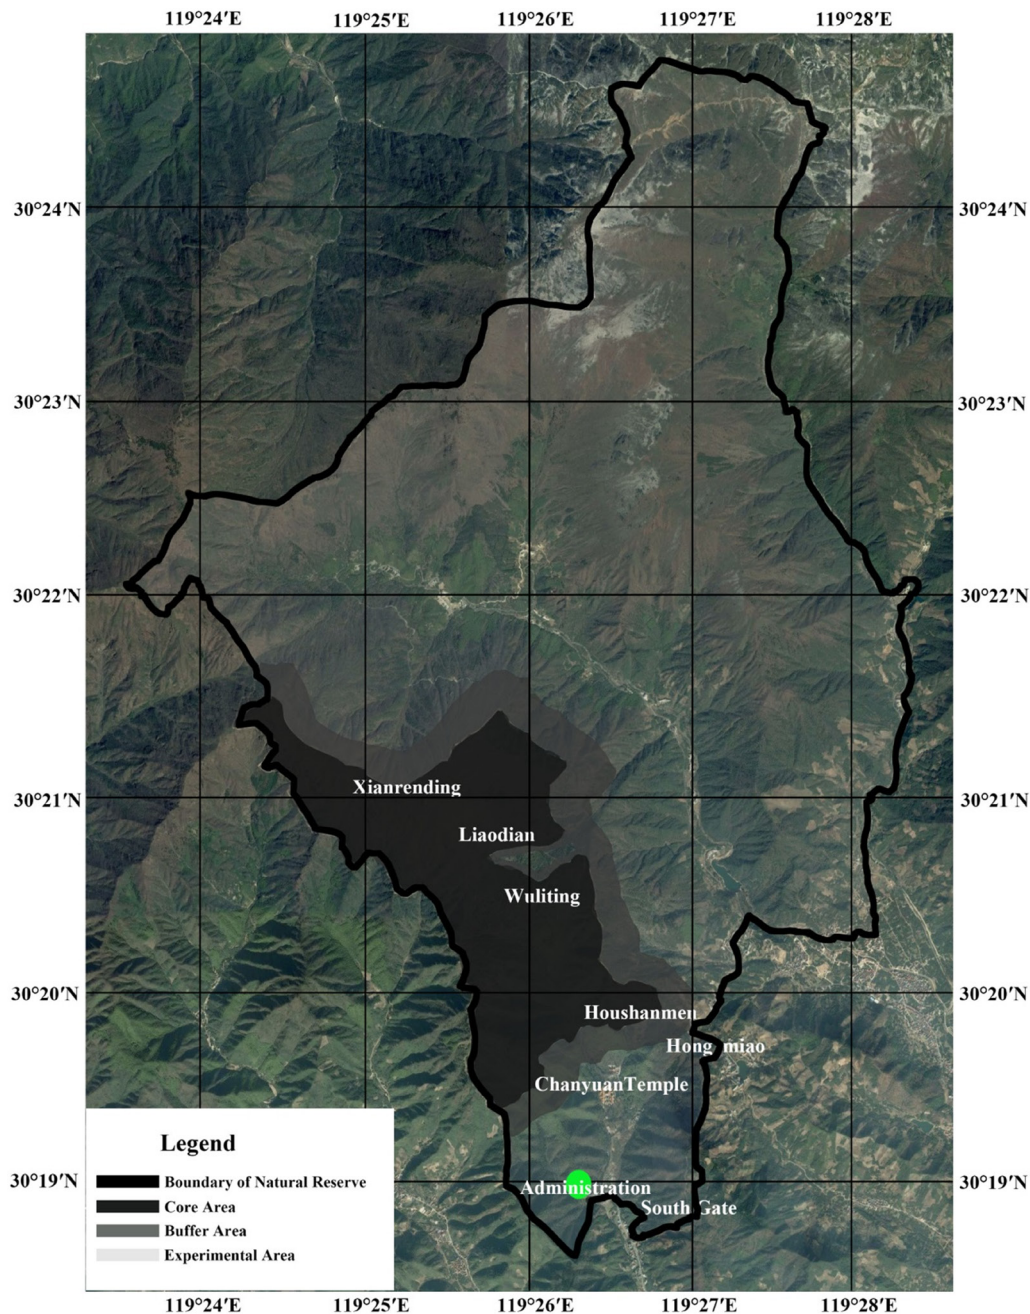 119°24′E 119°25′E 119°26′E 119°27′E 119°28′E
30°24′N 30°24′N
30°23′N 30°23′N
30°22′N 30°22′N
Xianrending
30°21′N 30°21′N
Liaodian
Wuliting
30°20′N 30°20′N
Houshanmen
Hong miao
ChanyuanTemple
Legend
30°19′N 30°19′N
Boundary of Natural Reserve
Administration
Core Area
South Gate
Buffer Area
Experimental Area
119°24′E 119°25′E 119°26′E 119°27′E 119°28′E